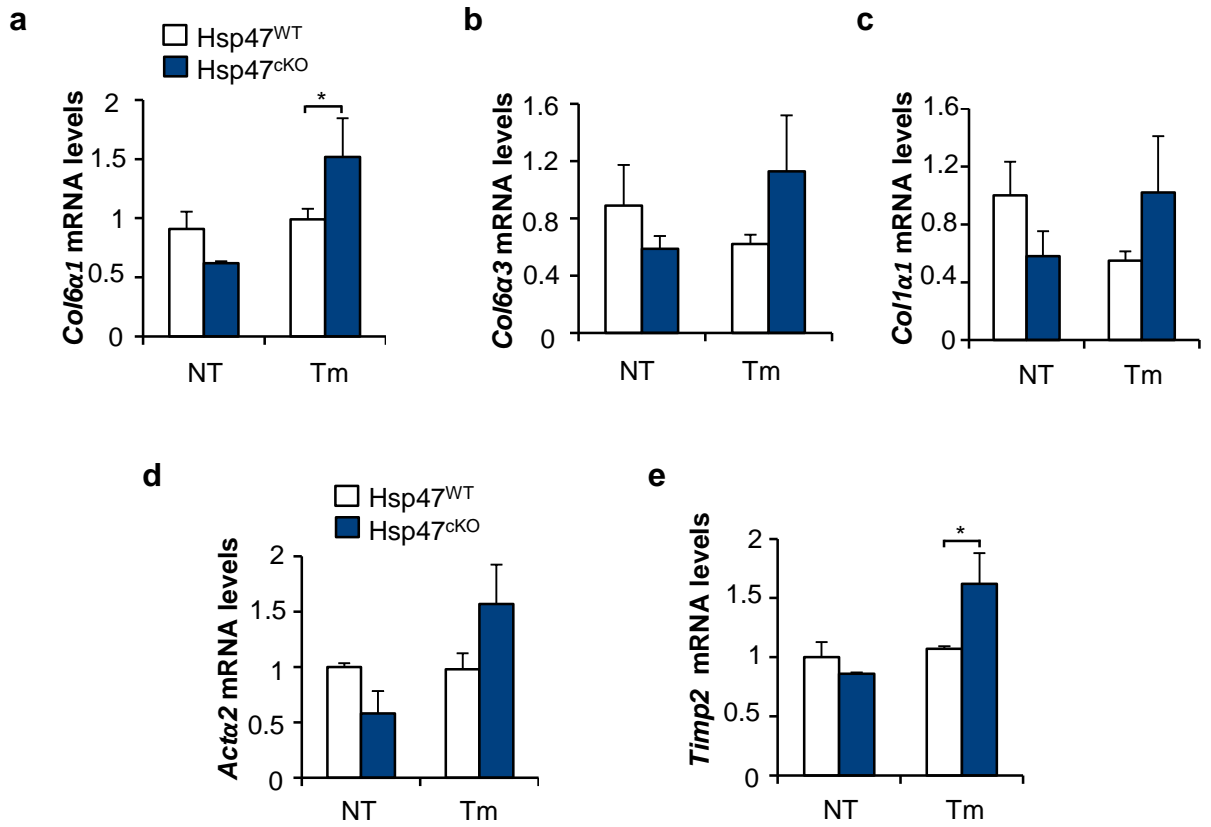 a
Hsp47WT
Hsp47cKO
Col6α1 mRNA levels
2
1.5
1
0.5
0
*
NT
Tm
b
Col6α3 mRNA levels
1.6
1.2
0.8
0.4
0
NT
Tm
c
Col1α1 mRNA levels
1.6
1.2
0.8
0.4
0
NT
Tm
d
Hsp47WT
Hsp47cKO
Actα2 mRNA levels
2
1.5
1
0.5
0
NT
Tm
e
Timp2 mRNA levels
2
1.5
1
0.5
0
*
NT
Tm